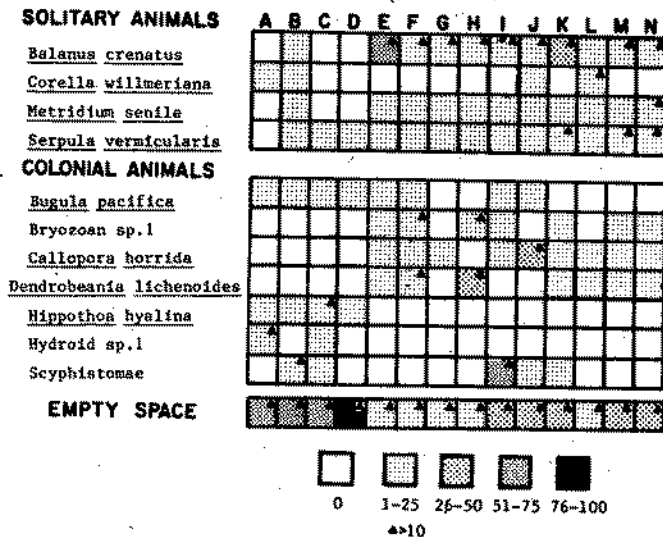 SOLITARY ANIMALS A B C D E F G H I J K L M N
Balanus crenatus
Corella willmeriana
Metridium senile
Serpula vermicularis
COLONIAL ANIMALS
Bugula pacifica
Bryozoan sp.1
Callopora horrida
Dendrobeania lichenoides
Hippothoa hyalina
Hydroid sp.1
Scyphistomae
EMPTY SPACE
0 1-25 26-50 51-75 76-100
▲>10